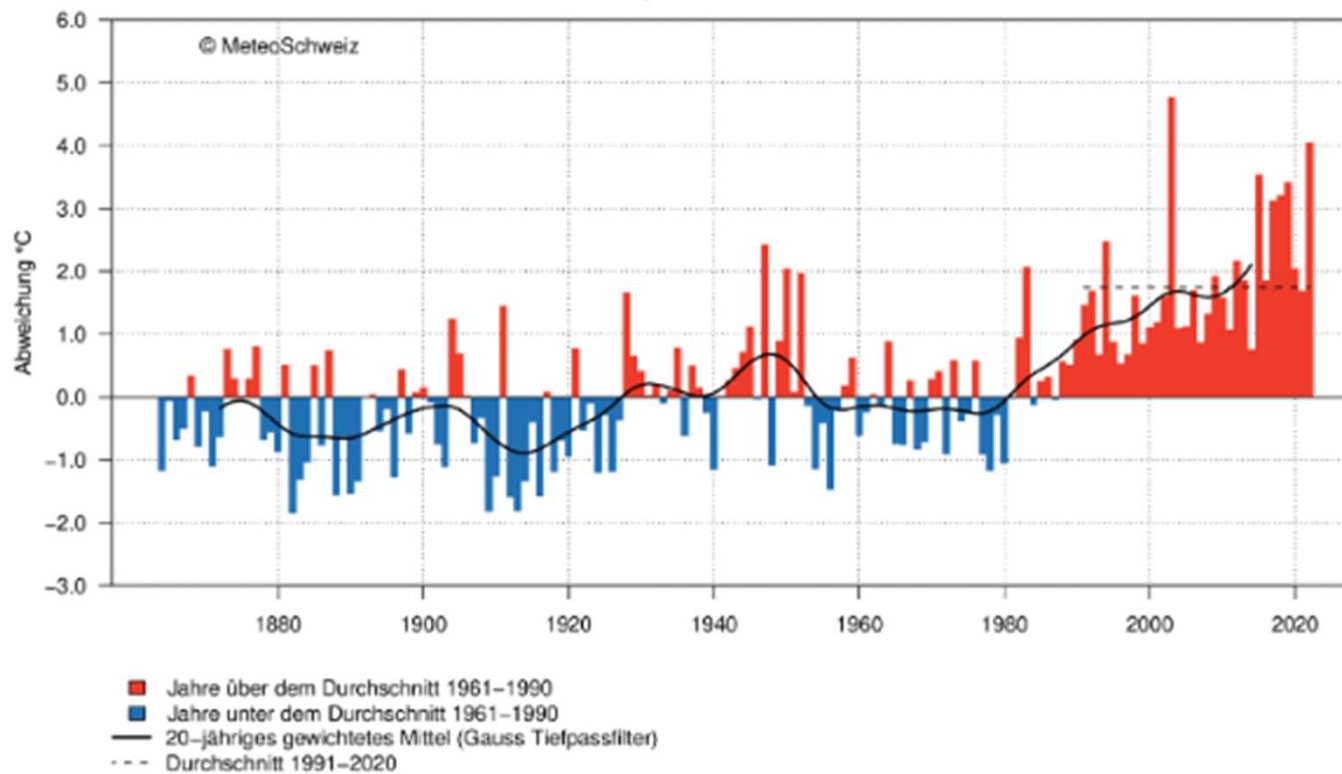 6.0
© MeteoSchweiz
5.0
4.0
3.0
2.0
1.0
0.0
−1.0
−2.0
−3.0
Abweichung °C
1880 1900 1920 1940 1960 1980 2000 2020
Jahre über dem Durchschnitt 1961−1990
Jahre unter dem Durchschnitt 1961−1990
20−jähriges gewichtetes Mittel (Gauss Tiefpassfilter)
Durchschnitt 1991−2020